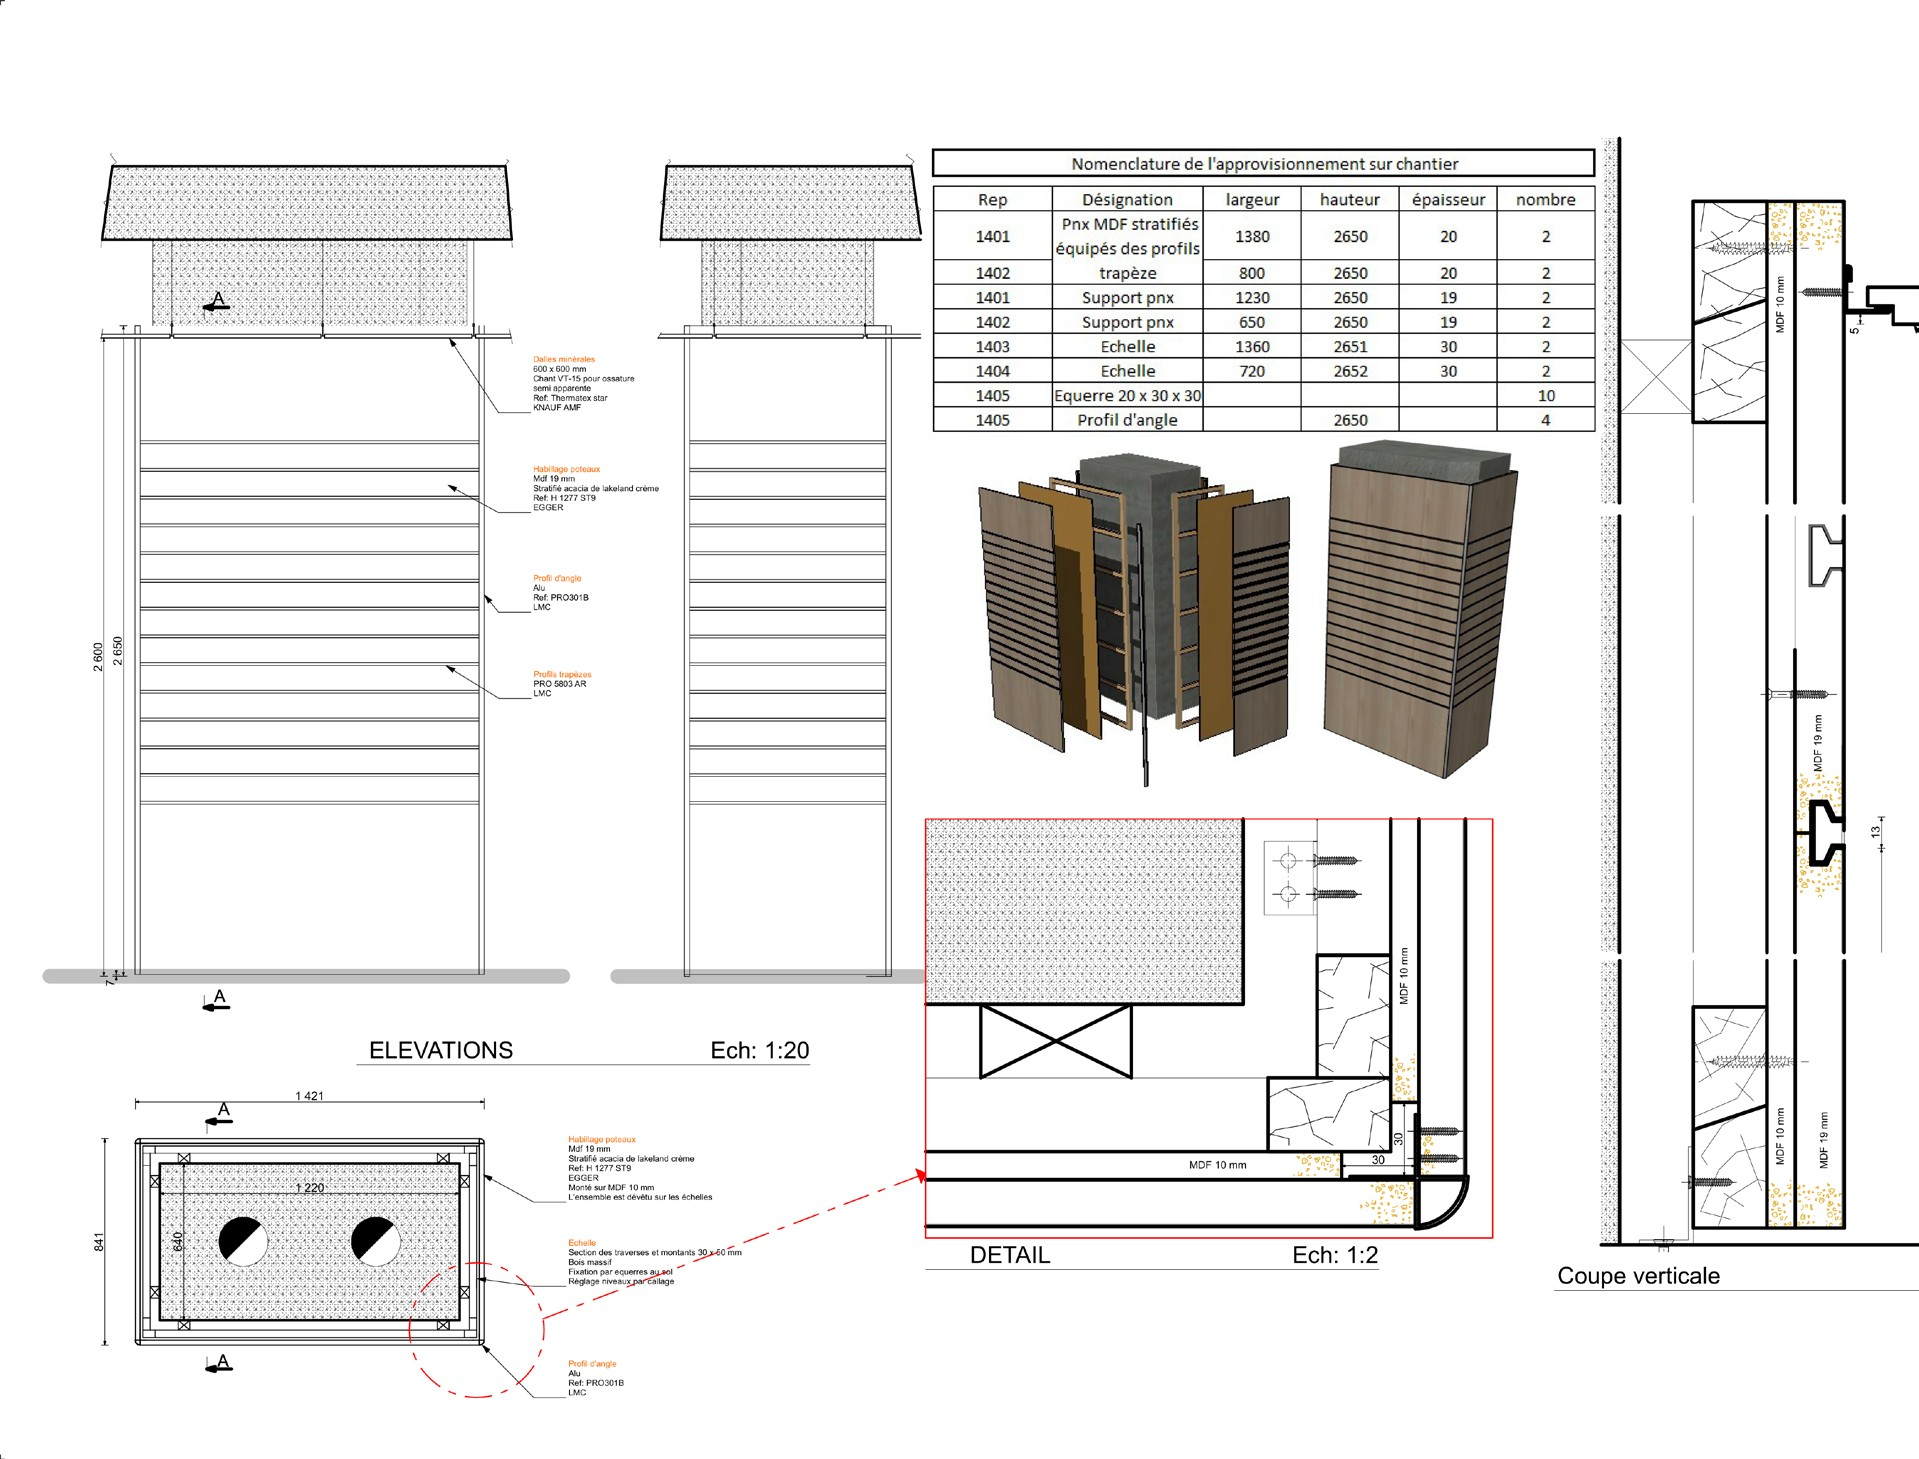 Nomenclature de l'approvisionnement sur chantier
Rep Désignation largeur hauteur épaisseur nombre
1401 Pnx MDF stratifiés équipés des profils 1380 2650 20 2
1402 trapèze 800 2650 20 2
1401 Support pnx 1230 2650 19 2
1402 Support pnx 650 2650 19 2
1403 Echelle 1360 2651 30 2
1404 Echelle 720 2652 30 2
1405 Equerre 20 x 30 x 30 10
1405 Profil d'angle 2650 4
A
Dalles minérales
600 x 600 mm
Chant VT-15 pour ossature
semi apparente
Ref: Thermatex star
KNAUF AMF
Habillage poteaux
Mdf 19 mm
Stratifié acacia de lakeland crème
Ref: H 1277 ST9
EGGER
Profil d'angle
Alu
Ref: PRO301B
LMC
Profils trapèzes
PRO 5803 AR
LMC
2 600
2 650
7
A
ELEVATIONS Ech: 1:20
1 421
A
841
1 220
640
Habillage poteaux
Mdf 19 mm
Stratifié acacia de lakeland crème
Ref: H 1277 ST9
EGGER
Monté sur MDF 10 mm
L'ensemble est dévêtu sur les échelles
Echelle
Section des traverses et montants 30 x 50 mm
Bois massif
Fixation par equerres au sol
Réglage niveaux par callage
Profil d'angle
Alu
Ref: PRO301B
LMC
A
MDF 10 mm
30
30
MDF 10 mm
DETAIL Ech: 1:2
MDF 10 mm
5
MDF 19 mm
13
MDF 10 mm
MDF 19 mm
Coupe verticale